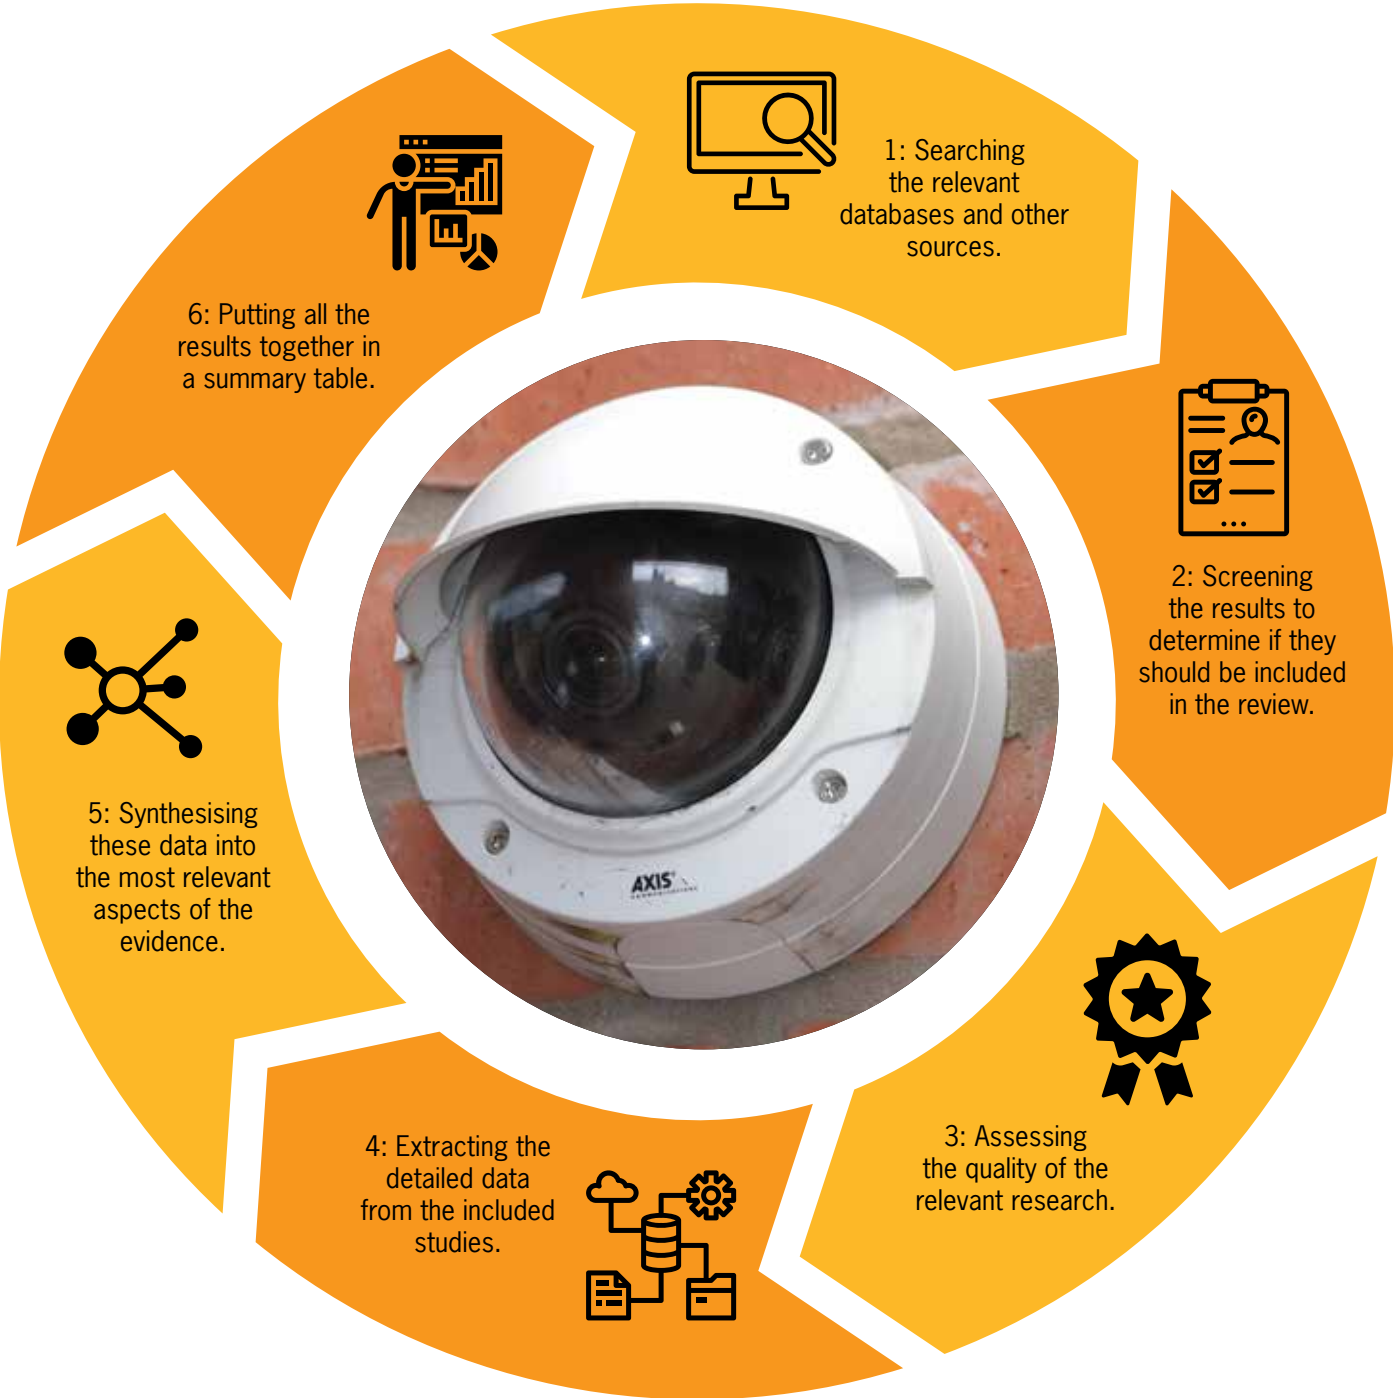 1: Searching
the relevant
databases and other
sources.
2: Screening
the results to
determine if they
should be included
in the review.
3: Assessing
the quality of the
relevant research.
4: Extracting the
detailed data
from the included
studies.
5: Synthesising
these data into
the most relevant
aspects of the
evidence.
6: Putting all the
results together in
a summary table.
AXIS
COMMUNICATIONS